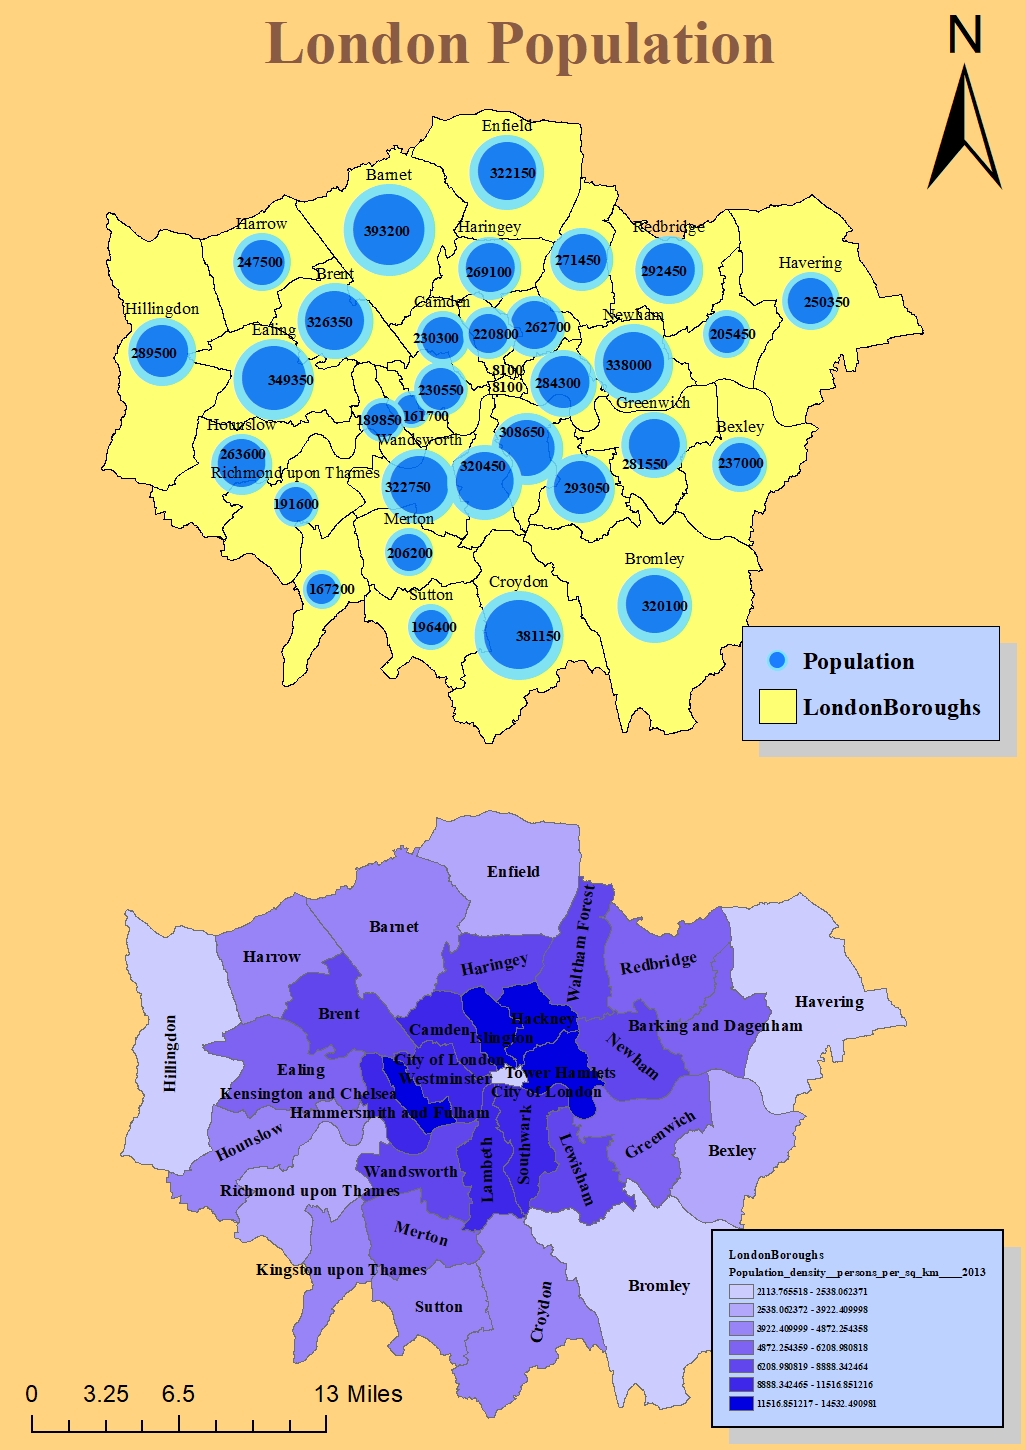 London Population
N
Enfield
322150
Barnet
393200
Harrow
247500
Haringey
269100
271450
Redbridge
292450
Havering
250350
Brent
326350
Hillingdon
289500
Camden
230300
220800
262700
Newham
338000
205450
Ealing
349350
8100
8100
230550
284300
189850
161700
Greenwich
281550
Hounslow
263600
Wandsworth
322750
308650
320450
Bexley
237000
Richmond upon Thames
191600
293050
Merton
206200
Bromley
320100
167200
Sutton
196400
Croydon
381150
Population
LondonBoroughs
Enfield
Barnet
Harrow
Haringey
Waltham Forest
Redbridge
Havering
Brent
Hillingdon
Camden
Islington
Hackney
Barking and Dagenham
Newham
Ealing
City of London
Westminster
Tower Hamlets
City of London
Kensington and Chelsea
Hammersmith and Fulham
Hounslow
Greenwich
Bexley
Wandsworth
Lambeth
Southwark
Lewisham
Richmond upon Thames
Merton
Kingston upon Thames
Sutton
Croydon
Bromley
LondonBoroughs
Population_density__persons_per_sq_km____2013
2113.765518 - 2538.062371
2538.062372 - 3922.409998
3922.409999 - 4872.254358
4872.254359 - 6208.980818
6208.980819 - 8888.342464
8888.342465 - 11516.851216
11516.851217 - 14532.490981
0 3.25 6.5 13 Miles